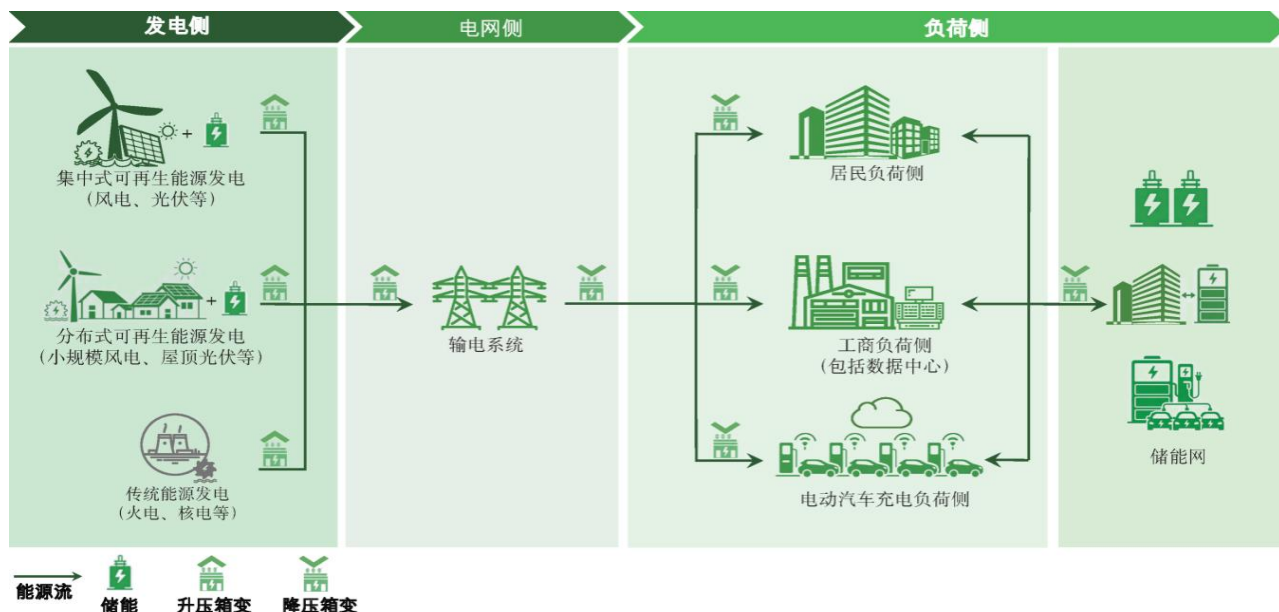 发电侧
电网侧
负荷侧
+
集中式可再生能源发电
(风电、光伏等)
+
分布式可再生能源发电
(小规模风电、屋顶光伏等)
传统能源发电
(火电、核电等)
输电系统
居民负荷侧
工商负荷侧
(包括数据中心)
电动汽车充电负荷侧
储能网
能源流
储能
升压箱变
降压箱变